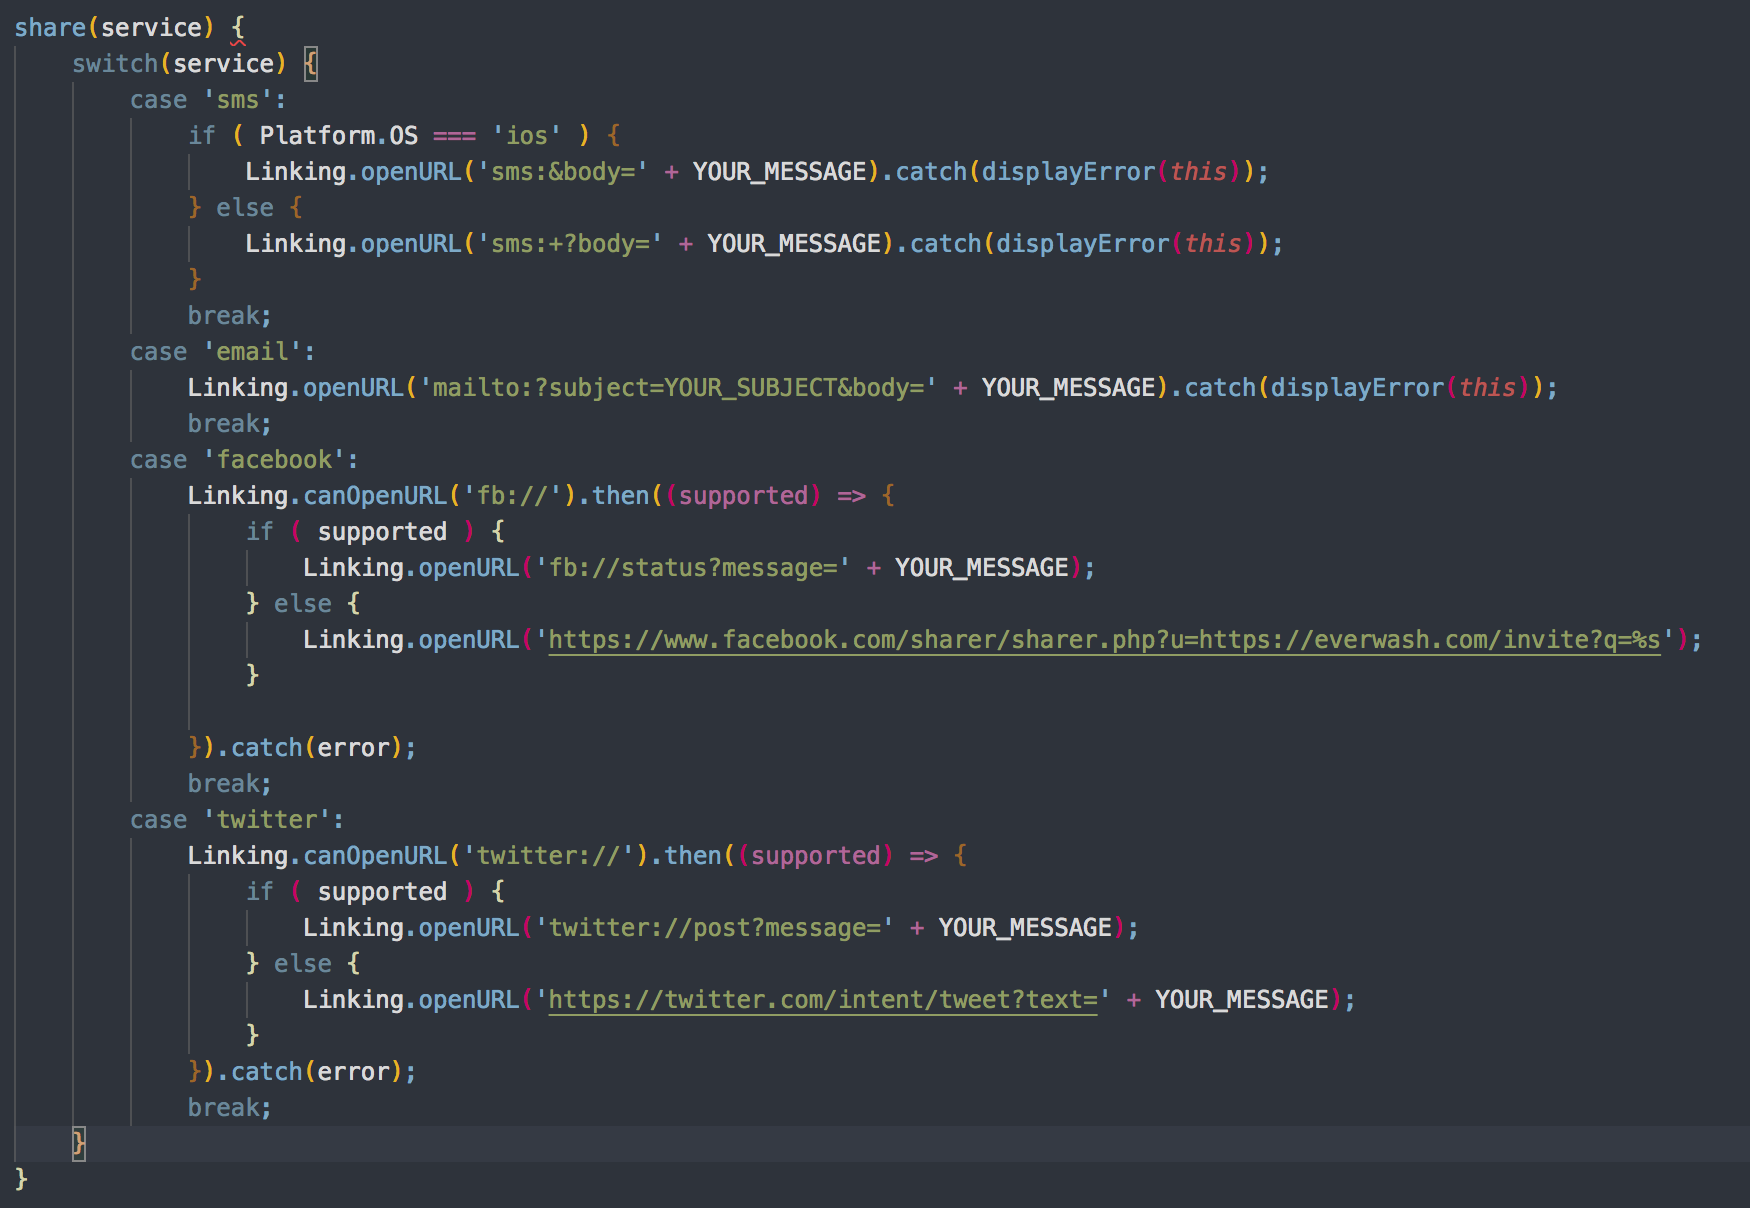 share(service) {
    switch(service) {
        case 'sms':
            if ( Platform.OS === 'ios' ) {
                Linking.openURL('sms:&body=' + YOUR_MESSAGE).catch(displayError(this));
            } else {
                Linking.openURL('sms:+?body=' + YOUR_MESSAGE).catch(displayError(this));
            }
            break;
        case 'email':
            Linking.openURL('mailto:?subject=YOUR_SUBJECT&body=' + YOUR_MESSAGE).catch(displayError(this));
            break;
        case 'facebook':
            Linking.canOpenURL('fb://').then((supported) => {
                if ( supported ) {
                    Linking.openURL('fb://status?message=' + YOUR_MESSAGE);
                } else {
                    Linking.openURL('https://www.facebook.com/sharer/sharer.php?u=https://everwash.com/invite?q=%s');
                }

            }).catch(error);
            break;
        case 'twitter':
            Linking.canOpenURL('twitter://').then((supported) => {
                if ( supported ) {
                    Linking.openURL('twitter://post?message=' + YOUR_MESSAGE);
                } else {
                    Linking.openURL('https://twitter.com/intent/tweet?text=' + YOUR_MESSAGE);
                }
            }).catch(error);
            break;
    }
}